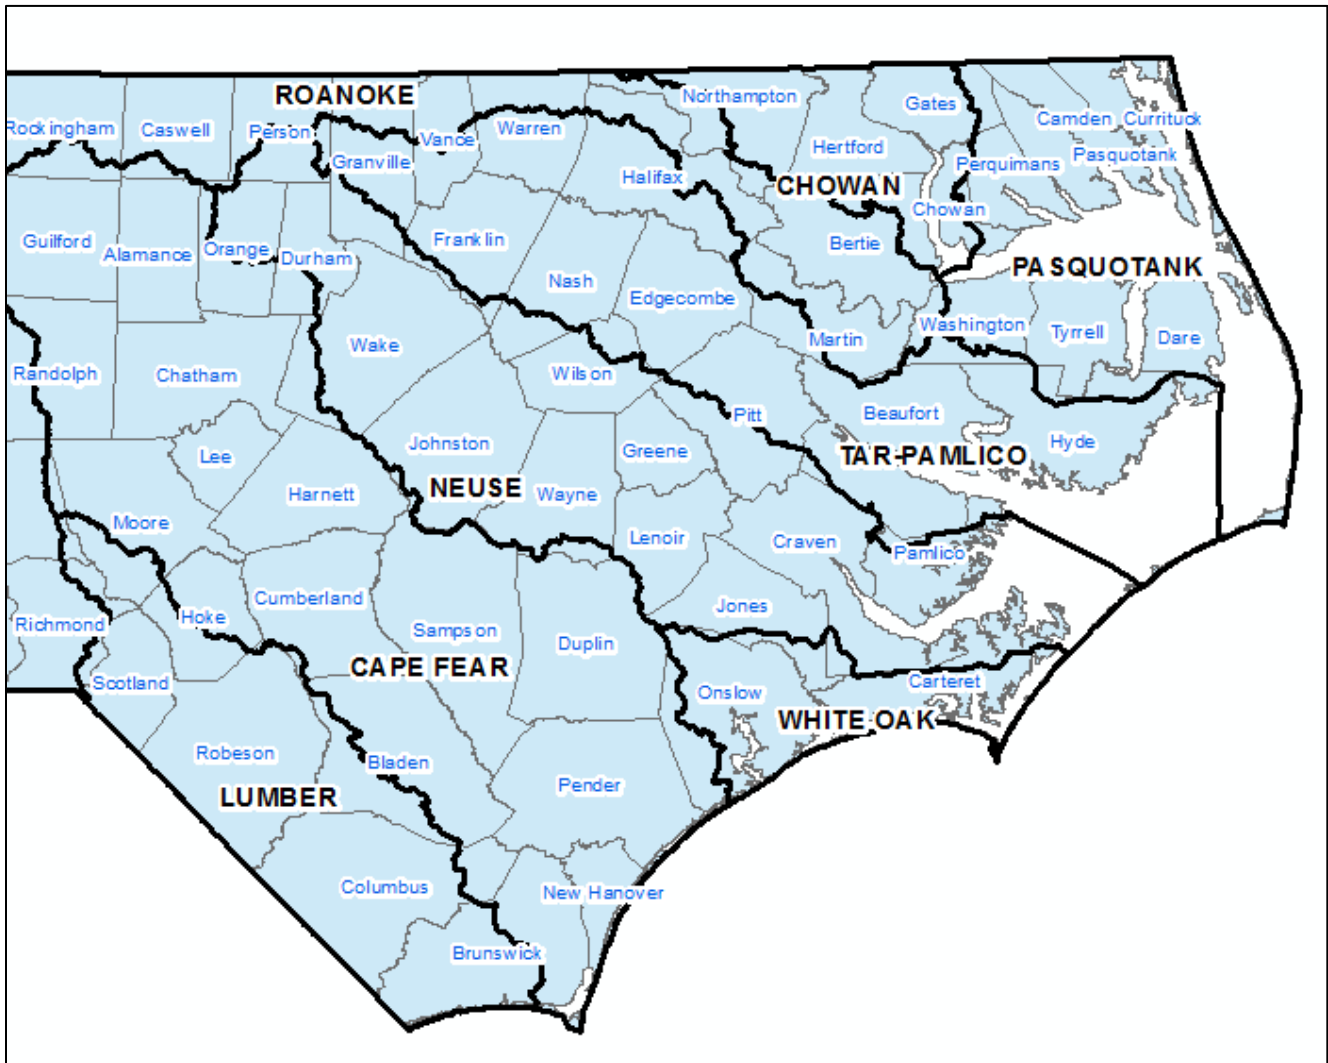 ROANOKE
Northampton
Gates
Camden
Currituck
Rockingham
Caswell
Person
Vance
Warren
Granville
Hertford
Perquimans
Pasquotank
Halifax
CHOWAN
Chowan
Guilford
Alamance
Orange
Durham
Franklin
Bertie
PASQUOTANK
Nash
Edgecombe
Wake
Martin
Washington
Tyrrell
Dare
Randolph
Chatham
Wilson
Pitt
Beaufort
Hyde
Lee
Johnston
Greene
TAR-PAMLICO
Harnett
NEUSE
Wayne
Moore
Lenoir
Craven
Pamlico
Cumberland
Jones
Richmond
Hoke
Sampson
Duplin
CAPE FEAR
Scotland
Onslow
Carteret
WHITE OAK
Robeson
Bladen
Pender
LUMBER
Columbus
New Hanover
Brunswick